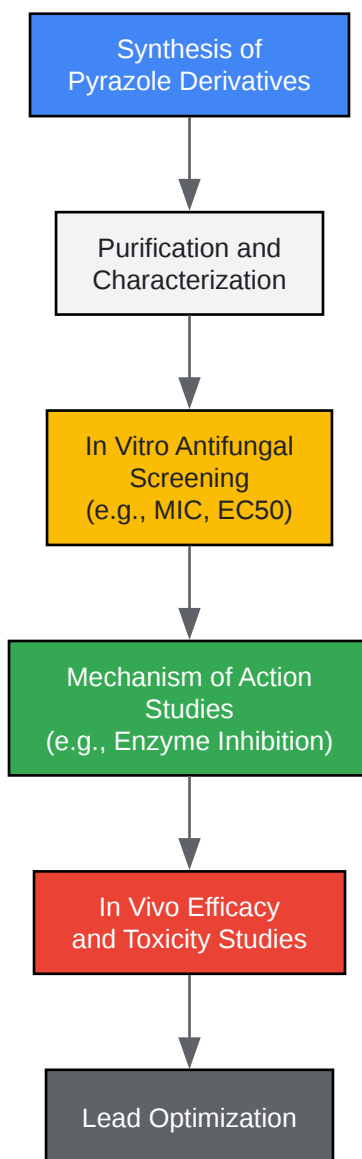 Synthesis of
Pyrazole Derivatives
Purification and
Characterization
In Vitro Antifungal
Screening
(e.g., MIC, EC50)
Mechanism of Action
Studies
(e.g., Enzyme Inhibition)
In Vivo Efficacy
and Toxicity Studies
Lead Optimization